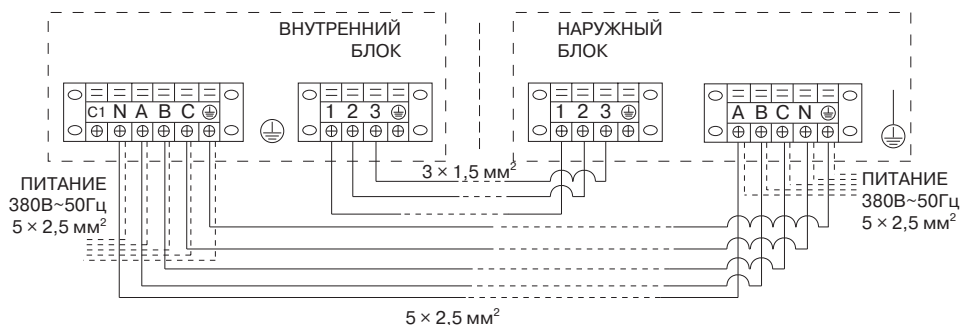 ВНУТРЕННИЙ
БЛОК
НАРУЖНЫЙ
БЛОК
C1 N A B C
1 2 3
1 2 3
A B C N
3 × 1,5 мм²
ПИТАНИЕ
380В~50Гц
5 × 2,5 мм²
ПИТАНИЕ
380В~50Гц
5 × 2,5 мм²
5 × 2,5 мм²